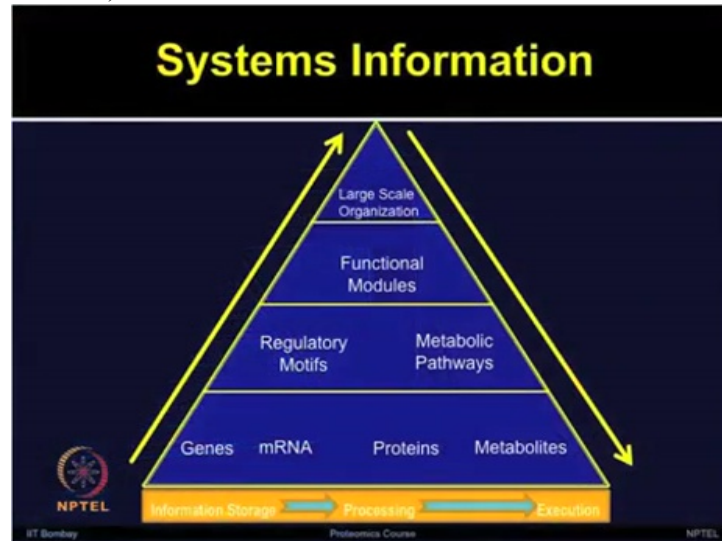 Systems Information
Large Scale
Organization
Functional
Modules
Regulatory
Motifs
Metabolic
Pathways
Genes mRNA Proteins Metabolites
Information Storage Processing Execution
NPTEL
IIT Bombay Proteomics Course NPTEL